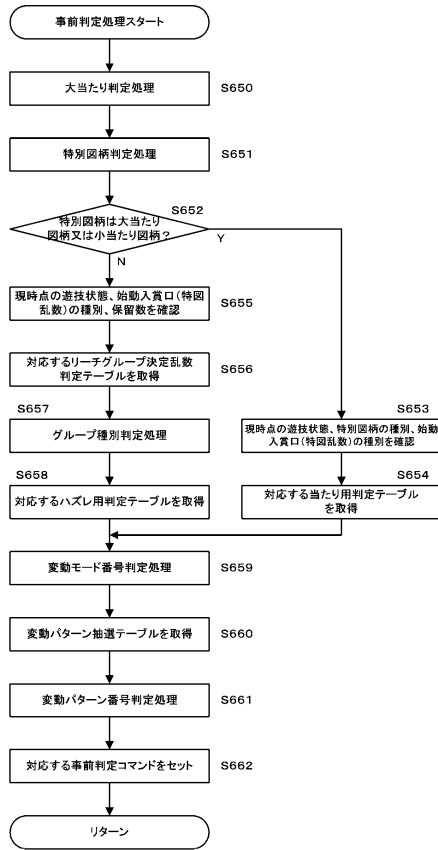 事前判定処理スタート
大当たり判定処理
S650
特別図柄判定処理
S651
S652
特別図柄は大当たり
図柄又は小当たり図柄？
Y
N
現時点の遊技状態、始動入賞口（特図
乱数）の種別、保留数を確認
S655
対応するリーチグループ決定乱数
判定テーブルを取得
S656
S657
グループ種別判定処理
S653
現時点の遊技状態、特別図柄の種別、始動
入賞口（特図乱数）の種別を確認
S658
対応するハズレ用判定テーブルを取得
S654
対応する当たり用判定テーブル
を取得
変動モード番号判定処理
S659
変動パターン抽選テーブルを取得
S660
変動パターン番号判定処理
S661
対応する事前判定コマンドをセット
S662
リターン